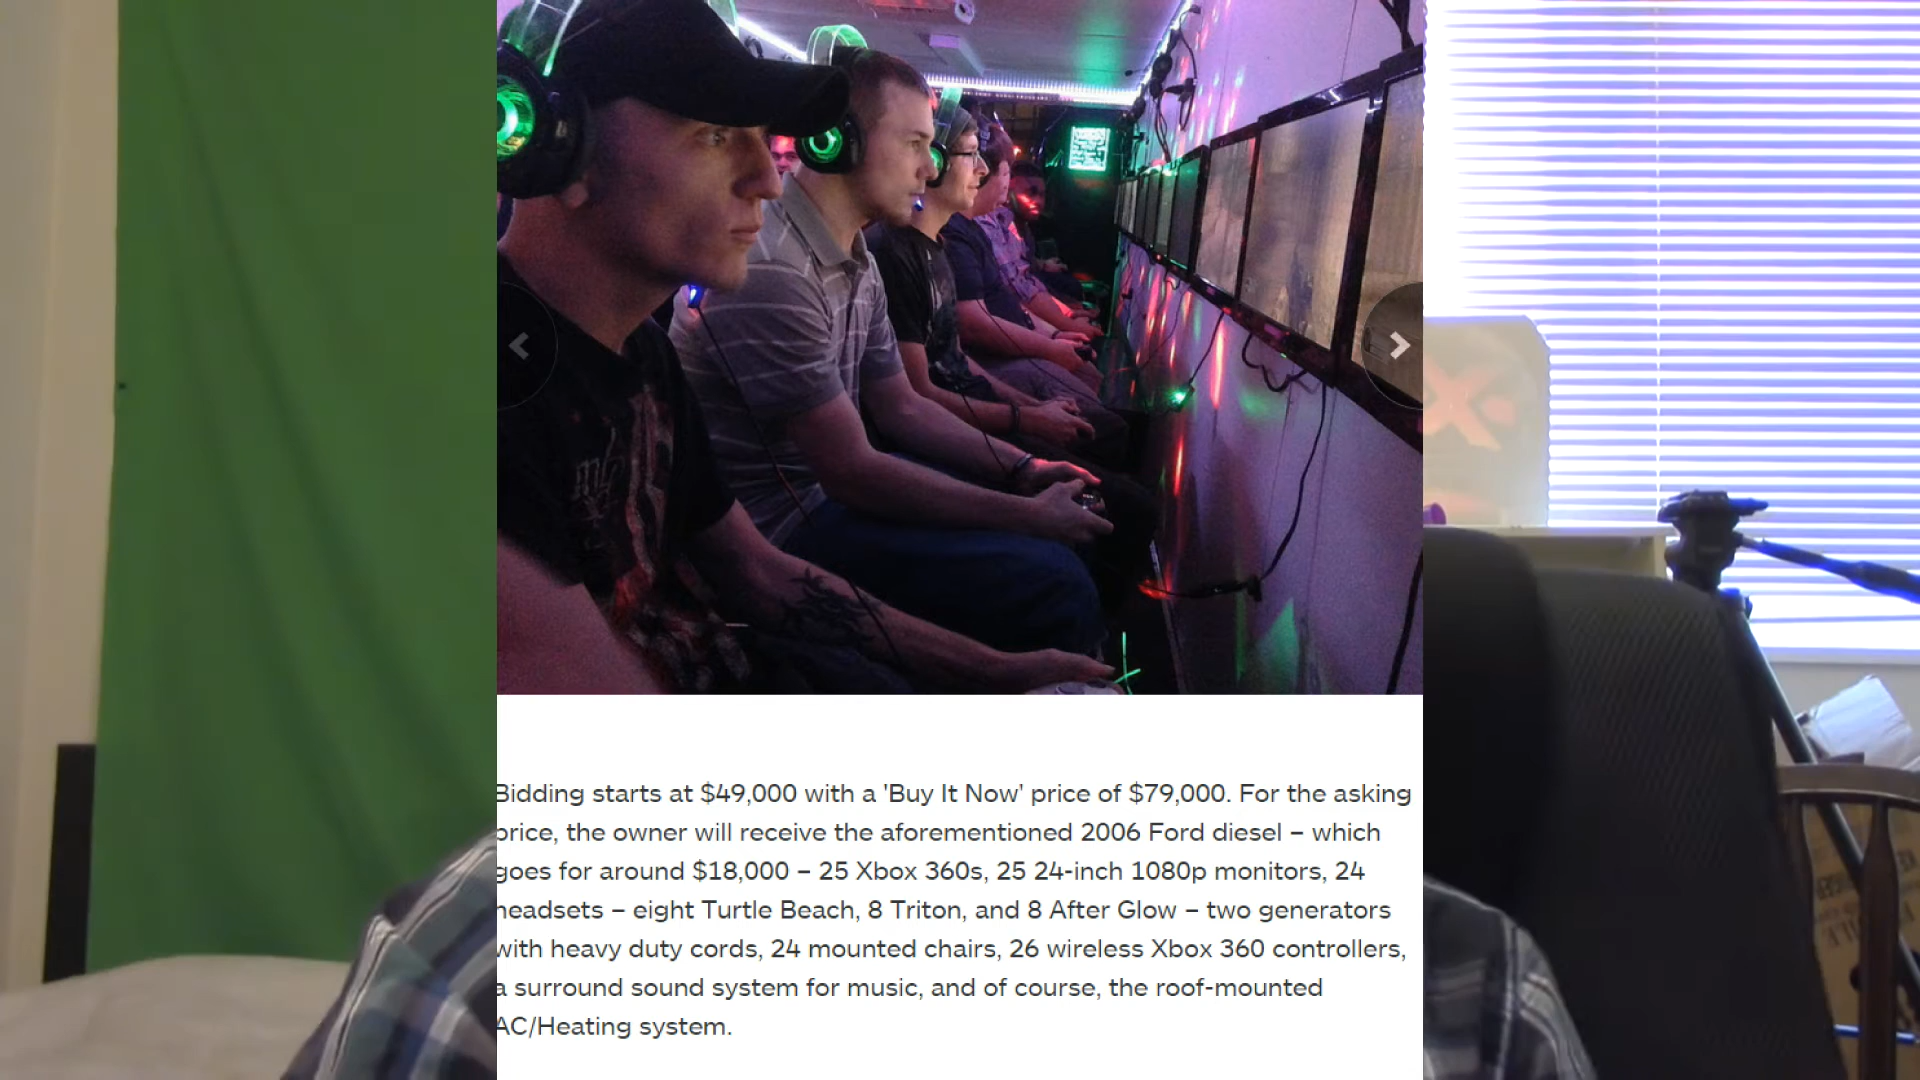 Bidding starts at $49,000 with a 'Buy It Now' price of $79,000. For the asking
price, the owner will receive the aforementioned 2006 Ford diesel – which
goes for around $18,000 – 25 Xbox 360s, 25 24-inch 1080p monitors, 24
headsets – eight Turtle Beach, 8 Triton, and 8 After Glow – two generators
with heavy duty cords, 24 mounted chairs, 26 wireless Xbox 360 controllers,
a surround sound system for music, and of course, the roof-mounted
AC/Heating system.